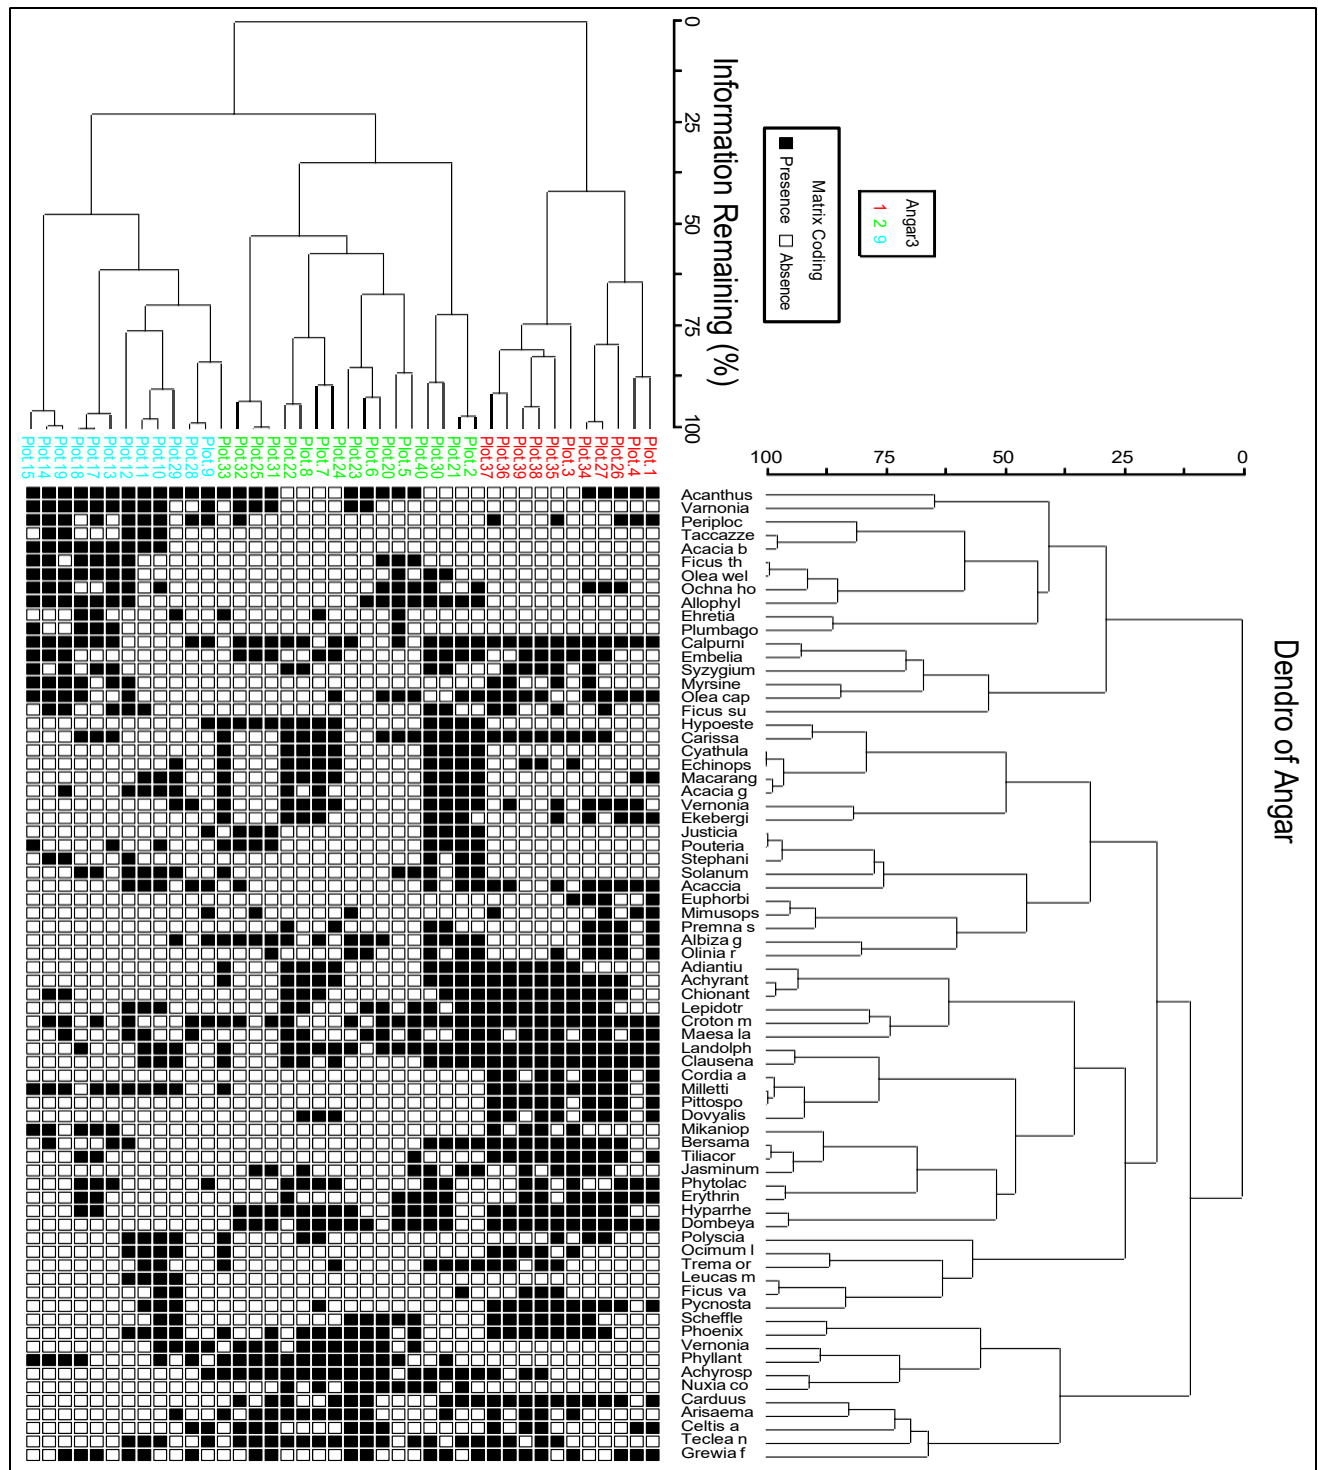 Dendro of Angar
Information Remaining (%)
0
25
50
75
100
Angar3
1 2 9
Matrix Coding
Presence Absence
100
75
50
25
0
Plot.15
Plot.14
Plot.19
Plot.18
Plot.17
Plot.13
Plot.12
Plot.11
Plot.10
Plot.29
Plot.28
Plot.9
Plot.33
Plot.32
Plot.25
Plot.31
Plot.22
Plot.8
Plot.7
Plot.24
Plot.23
Plot.6
Plot.20
Plot.5
Plot.40
Plot.30
Plot.21
Plot.2
Plot.37
Plot.36
Plot.39
Plot.38
Plot.35
Plot.3
Plot.34
Plot.27
Plot.26
Plot.4
Plot.1
Acanthus
Varnonia
Periploc
Taccazze
Acacia b
Ficus th
Olea wel
Ochna ho
Allophyl
Ehretia
Plumbago
Calpurni
Embelia
Syzygium
Myrsine
Olea cap
Ficus su
Hypoeste
Carissa
Cyathula
Echinops
Macarang
Acacia g
Vernonia
Ekebergi
Justicia
Pouteria
Stephani
Solanum
Acaccia
Euphorbi
Mimusops
Premna s
Albiza g
Olinia r
Adiantiu
Achyrant
Chionant
Lepidotr
Croton m
Maesa la
Landolph
Clausena
Cordia a
Milletti
Pittospo
Dovyalis
Mikaniop
Bersama
Tiliacor
Jasminum
Phytolac
Erythrin
Hyparrhe
Dombeya
Polyscia
Ocimum l
Trema or
Leucas m
Ficus va
Pycnosta
Scheffle
Phoenix
Vernonia
Phyllant
Achyrosp
Nuxia co
Carduus
Arisaema
Celtis a
Teclea n
Grewia f